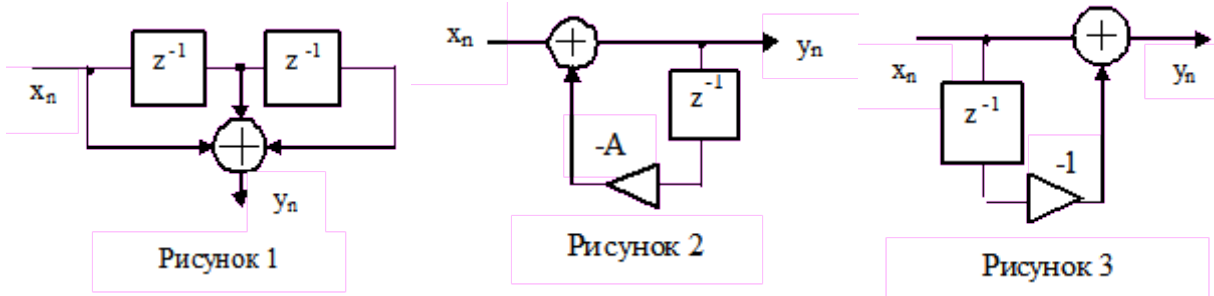 xₙ
z⁻¹
z⁻¹
yₙ
Рисунок 1
xₙ
yₙ
z⁻¹
-A
Рисунок 2
xₙ
yₙ
z⁻¹
-1
Рисунок 3